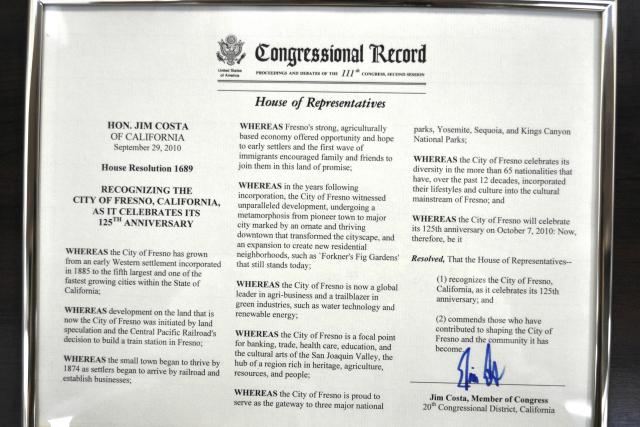 United States
of America
Congressional Record
PROCEEDINGS AND DEBATES OF THE 111th CONGRESS, SECOND SESSION
House of Representatives
HON. JIM COSTA
OF CALIFORNIA
September 29, 2010
House Resolution 1689
RECOGNIZING THE
CITY OF FRESNO, CALIFORNIA,
AS IT CELEBRATES ITS
125TH ANNIVERSARY
WHEREAS the City of Fresno has grown
from an early Western settlement incorporated
in 1885 to the fifth largest and one of the
fastest growing cities within the State of
California;
WHEREAS development on the land that is
now the City of Fresno was initiated by land
speculation and the Central Pacific Railroad's
decision to build a train station in Fresno;
WHEREAS the small town began to thrive by
1874 as settlers began to arrive by railroad and
establish businesses;
WHEREAS Fresno's strong, agriculturally
based economy offered opportunity and hope
to early settlers and the first wave of
immigrants encouraged family and friends to
join them in this land of promise;
WHEREAS in the years following
incorporation, the City of Fresno witnessed
unparalleled development, undergoing a
metamorphosis from pioneer town to major
city marked by an ornate and thriving
downtown that transformed the cityscape, and
an expansion to create new residential
neighborhoods, such as `Forkner's Fig Gardens'
that still stands today;
WHEREAS the City of Fresno is now a global
leader in agri-business and a trailblazer in
green industries, such as water technology and
renewable energy;
WHEREAS the City of Fresno is a focal point
for banking, trade, health care, education, and
the cultural arts of the San Joaquin Valley, the
hub of a region rich in heritage, agriculture,
resources, and people;
WHEREAS the City of Fresno is proud to
serve as the gateway to three major national
parks, Yosemite, Sequoia, and Kings Canyon
National Parks;
WHEREAS the City of Fresno celebrates its
diversity in the more than 65 nationalities that
have, over the past 12 decades, incorporated
their lifestyles and culture into the cultural
mainstream of Fresno; and
WHEREAS the City of Fresno will celebrate
its 125th anniversary on October 7, 2010: Now,
therefore, be it
Resolved, That the House of Representatives--
(1) recognizes the City of Fresno,
California, as it celebrates its 125th
anniversary; and
(2) commends those who have
contributed to shaping the City of
Fresno and the community it has
become.
Jim Costa, Member of Congress
20th Congressional District, California